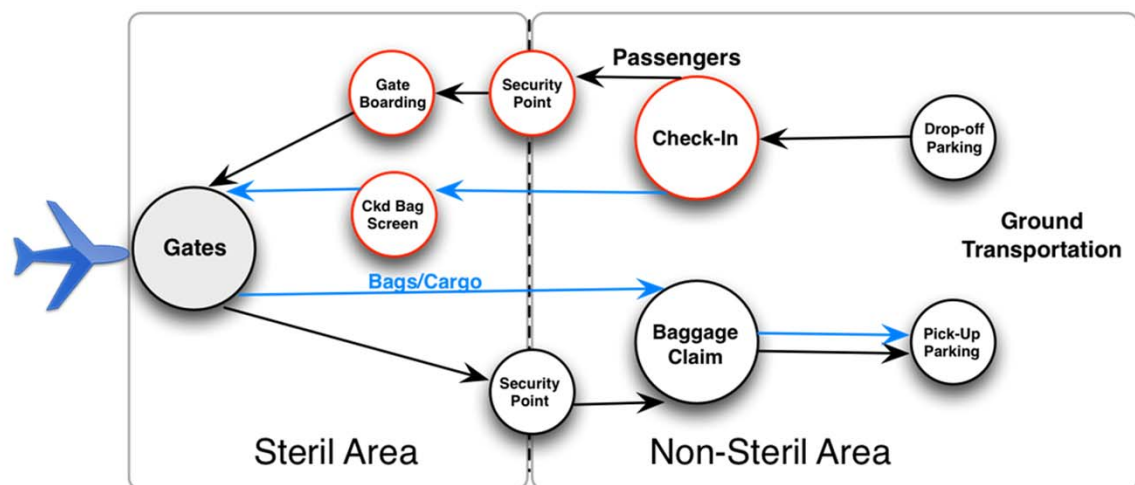 Passengers
Gate
Boarding
Security
Point
Check-In
Drop-off
Parking
Ckd Bag
Screen
Ground
Transportation
Gates
Bags/Cargo
Baggage
Claim
Pick-Up
Parking
Security
Point
Steril Area
Non-Steril Area